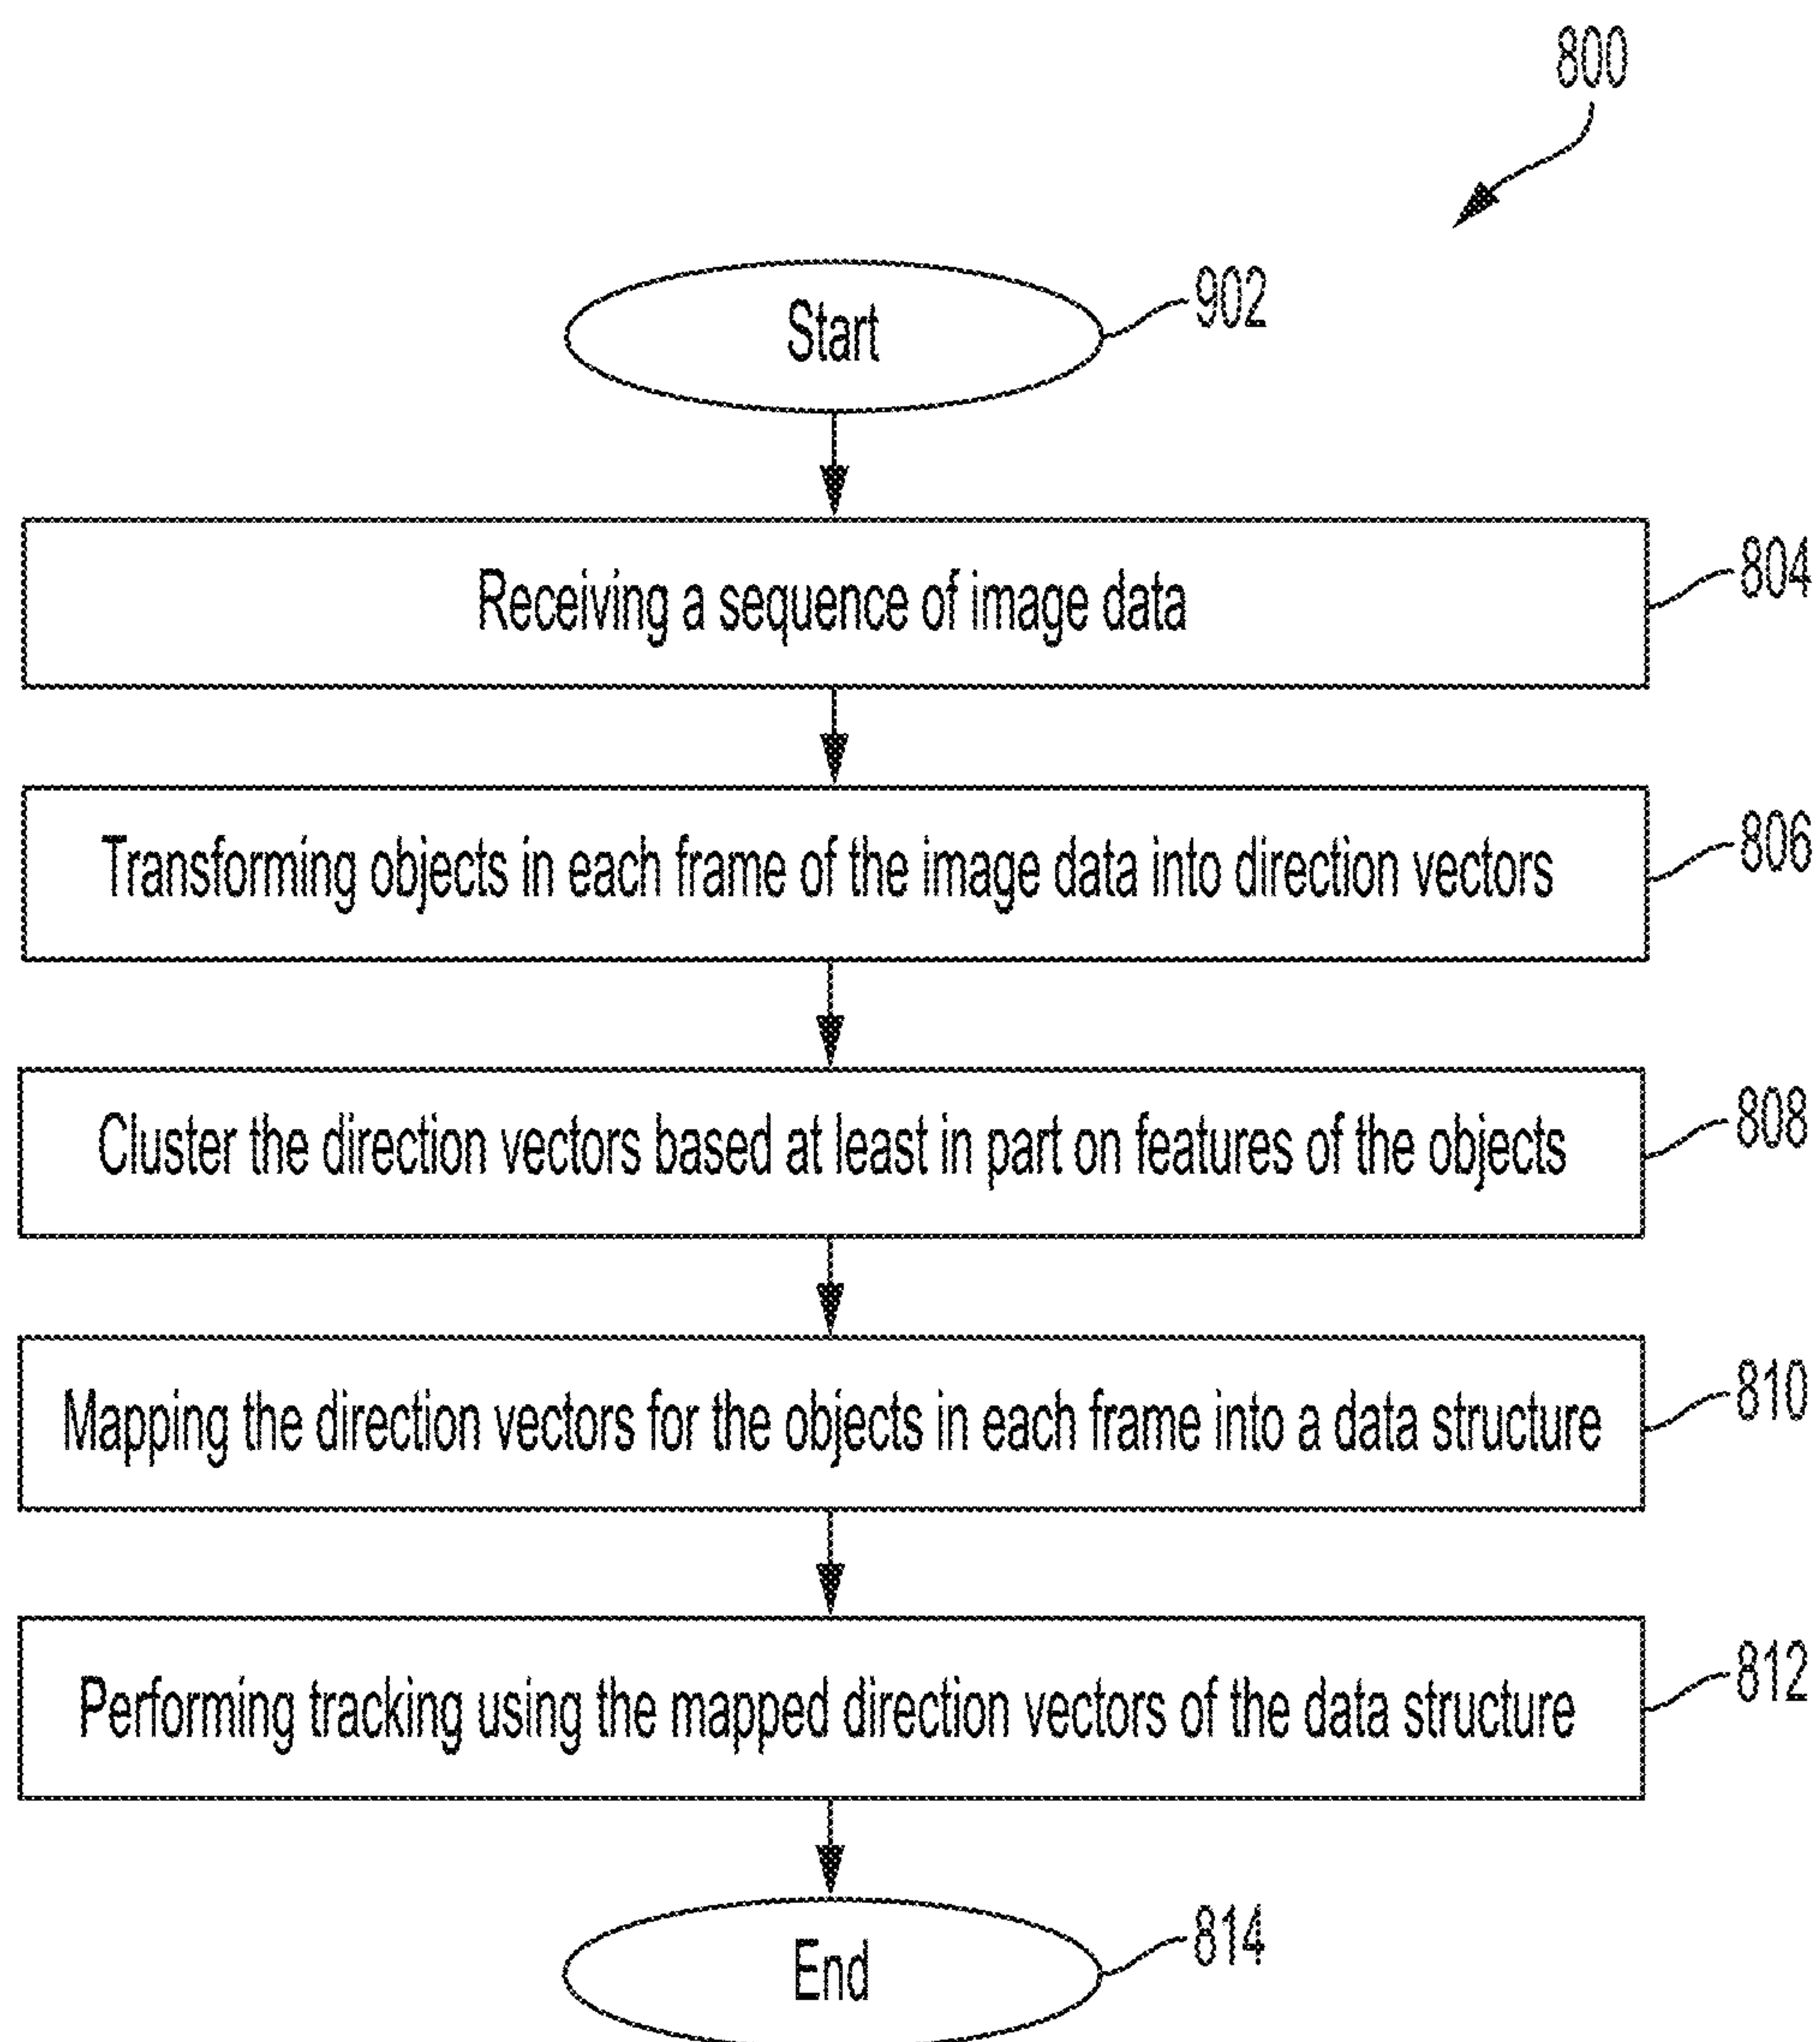 800
Start
902
Receiving a sequence of image data
804
Transforming objects in each frame of the image data into direction vectors
806
Cluster the direction vectors based at least in part on features of the objects
808
Mapping the direction vectors for the objects in each frame into a data structure
810
Performing tracking using the mapped direction vectors of the data structure
812
End
814